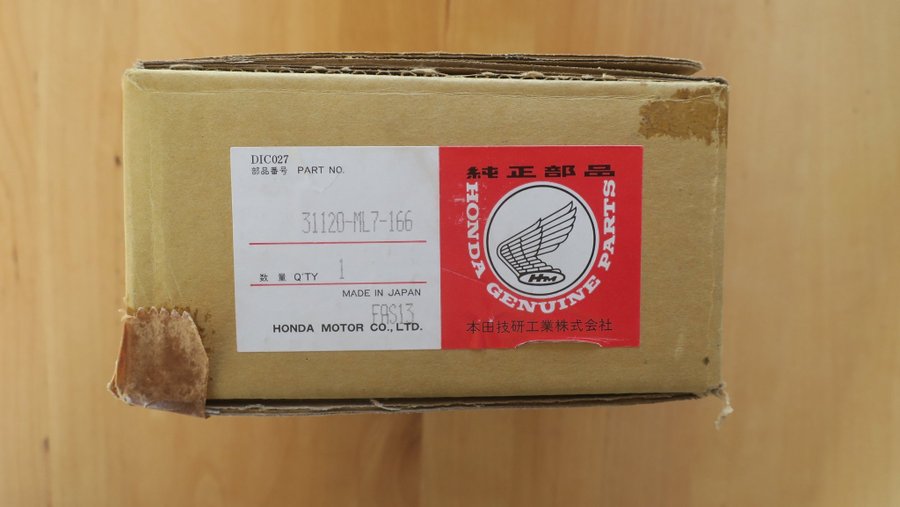 DIC027
部品番号 PART NO.
31120-ML7-166
数量 Q'TY 1
MADE IN JAPAN
FAS13
HONDA MOTOR CO., LTD.
純正部品
HONDA GENUINE PARTS
HM
本田技研工業株式会社